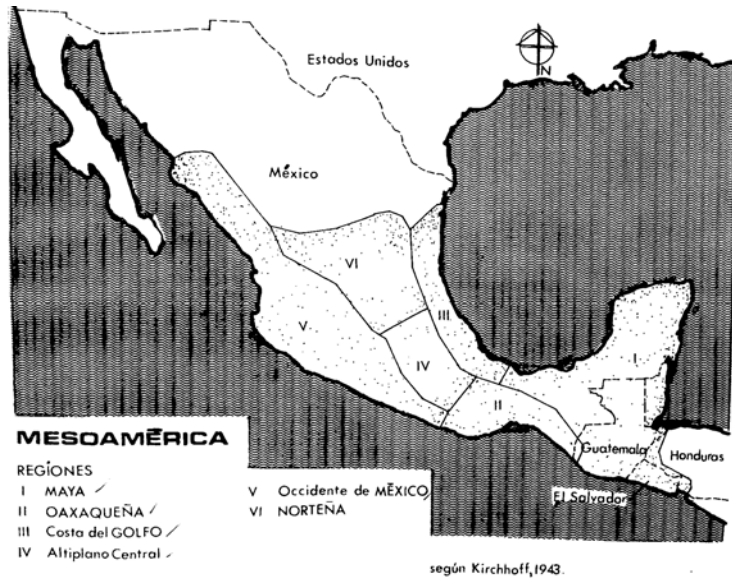 Estados Unidos
N
México
VI
III
V
I
IV
II
Guatemala
Honduras
El Salvador
MESOAMÉRICA
REGIONES
I MAYA
II OAXAQUEÑA
III Costa del GOLFO
IV Altiplano Central
V Occidente de MÉXICO
VI NORTEÑA
según Kirchhoff, 1943.